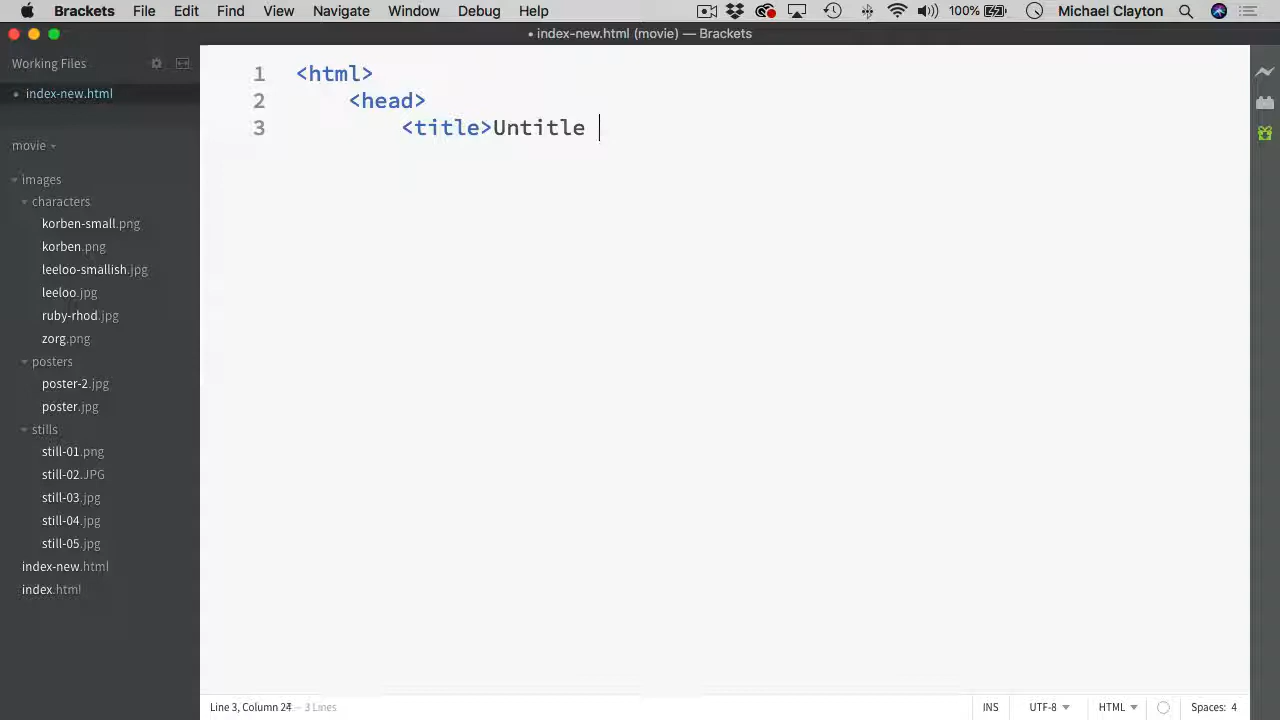 Brackets File Edit Find View Navigate Window Debug Help 100% Michael Clayton
• index-new.html (movie) — Brackets
Working Files
• index-new.html
movie
images
characters
korben-small.png
korben.png
leeloo-smallish.jpg
leeloo.jpg
ruby-rhod.jpg
zorg.png
posters
poster-2.jpg
poster.jpg
stills
still-01.png
still-02.JPG
still-03.jpg
still-04.jpg
still-05.jpg
index-new.html
index.html
1 <html>
2 <head>
3 <title>Untitle
Line 3, Column 24 — 3 Lines
INS UTF-8 HTML Spaces: 4